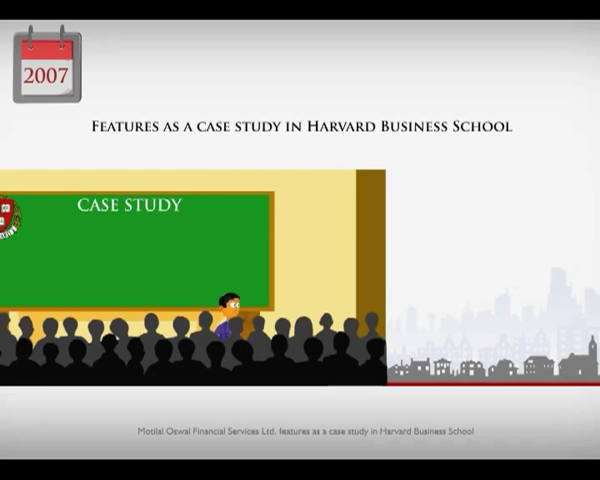 2007
Features as a case study in Harvard Business School
CASE STUDY
Motilal Oswal Financial Services Ltd. features as a case study in Harvard Business School